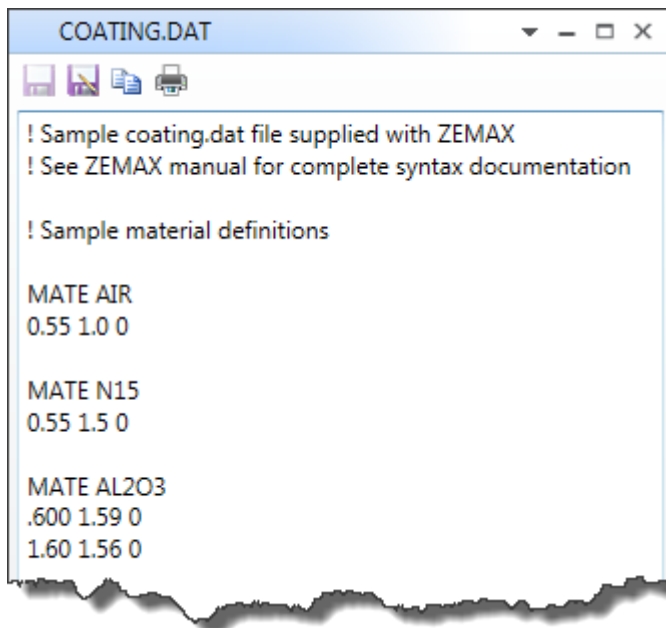 COATING.DAT
! Sample coating.dat file supplied with ZEMAX
! See ZEMAX manual for complete syntax documentation
! Sample material definitions
MATE AIR
0.55 1.0 0
MATE N15
0.55 1.5 0
MATE AL2O3
.600 1.59 0
1.60 1.56 0